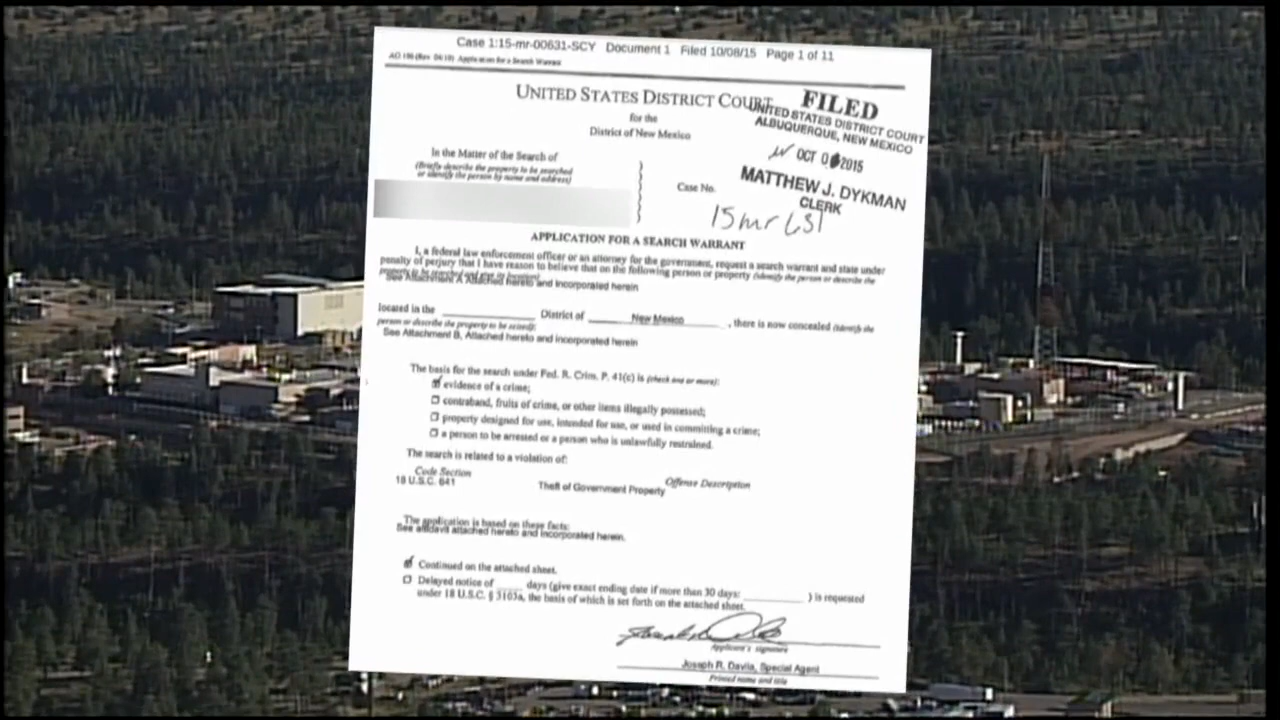 Case 1:15-mr-00631-SCY Document 1 Filed 10/08/15 Page 1 of 11
AO 106 (Rev. 04/10) Application for a Search Warrant
UNITED STATES DISTRICT COURT
for the
District of New Mexico
FILED
UNITED STATES DISTRICT COURT
ALBUQUERQUE, NEW MEXICO
OCT 0 2015
MATTHEW J. DYKMAN
CLERK
In the Matter of the Search of
(Briefly describe the property to be searched
or identify the person by name and address)
Case No.
15mr631
APPLICATION FOR A SEARCH WARRANT
I, a federal law enforcement officer or an attorney for the government, request a search warrant and state under
penalty of perjury that I have reason to believe that on the following person or property (identify the person or describe the
property to be searched and give its location):
See Attachment A Attached hereto and Incorporated herein
located in the District of New Mexico , there is now concealed (identify the
person or describe the property to be seized):
See Attachment B, Attached hereto and incorporated herein
The basis for the search under Fed. R. Crim. P. 41(c) is (check one or more):
evidence of a crime;
contraband, fruits of crime, or other items illegally possessed;
property designed for use, intended for use, or used in committing a crime;
a person to be arrested or a person who is unlawfully restrained.
The search is related to a violation of:
Code Section Offense Description
18 U.S.C. 641 Theft of Government Property
The application is based on these facts:
See affidavit attached hereto and incorporated herein.
Continued on the attached sheet.
Delayed notice of days (give exact ending date if more than 30 days: ) is requested
under 18 U.S.C. § 3103a, the basis of which is set forth on the attached sheet.
Applicant's signature
Joseph R. Davila, Special Agent
Printed name and title